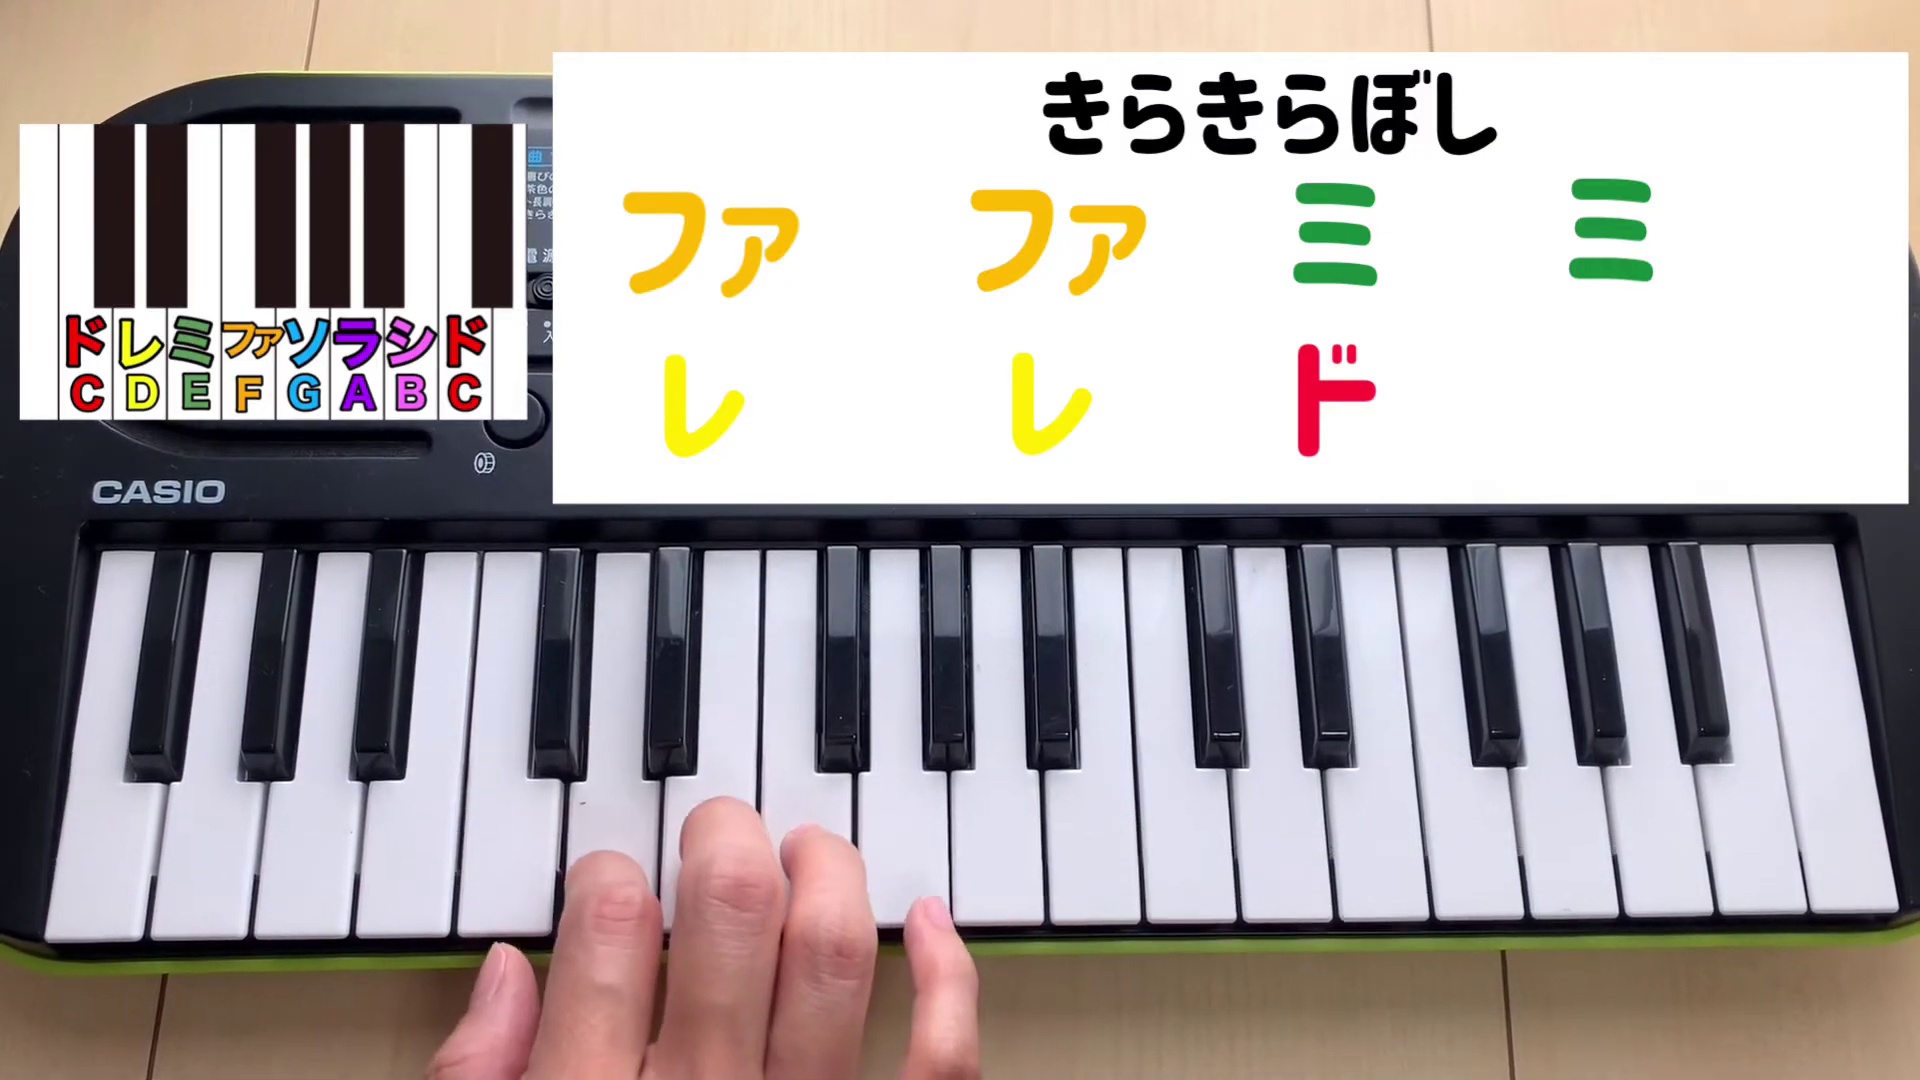 きらきらぼし
ファ ファ ミ ミ
レ レ ド
ド レ ミ ファ ソ ラ シ ド
C D E F G A B C
CASIO